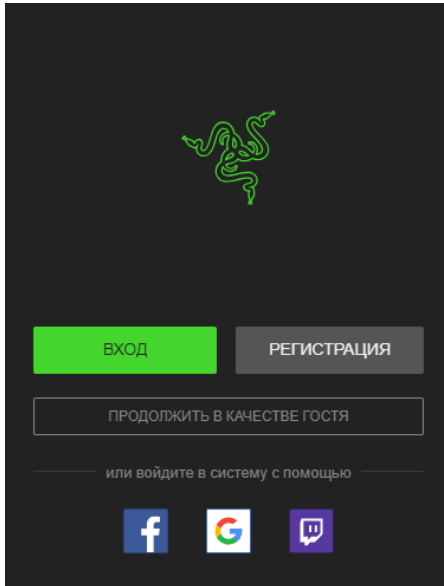 ВХОД
РЕГИСТРАЦИЯ
ПРОДОЛЖИТЬ В КАЧЕСТВЕ ГОСТЯ
или войдите в систему с помощью